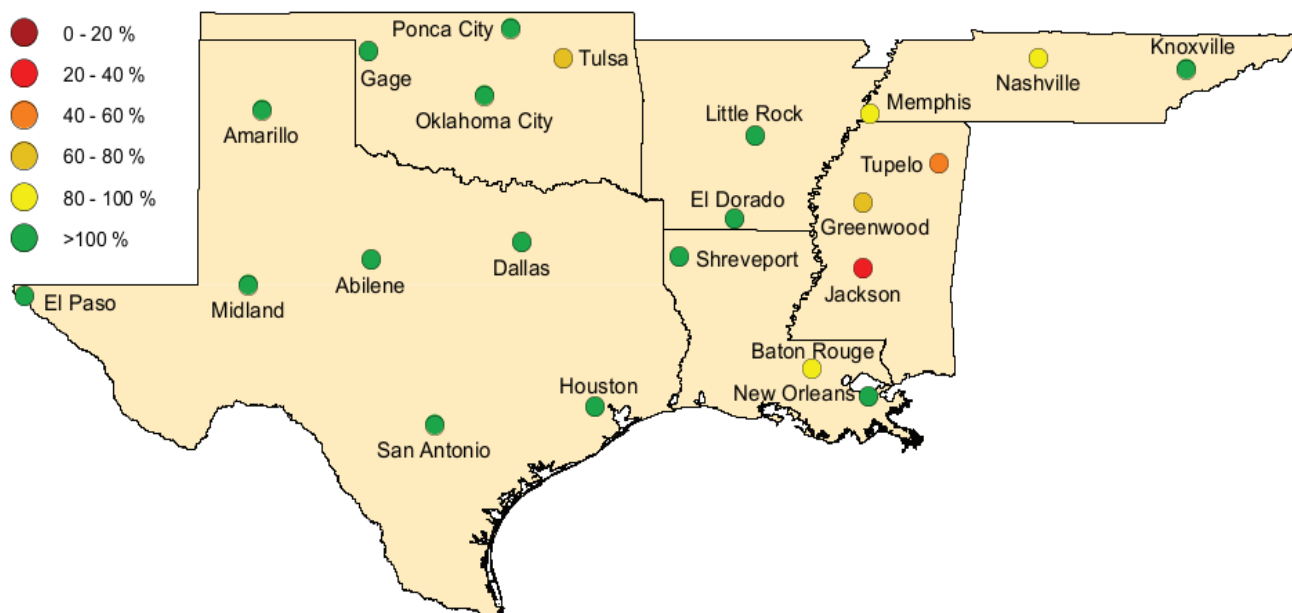 0 - 20 %
20 - 40 %
40 - 60 %
60 - 80 %
80 - 100 %
>100 %
Ponca City
Gage
Tulsa
Oklahoma City
Amarillo
Little Rock
El Dorado
Memphis
Nashville
Knoxville
Tupelo
Greenwood
Jackson
Shreveport
Dallas
Abilene
Midland
El Paso
Baton Rouge
New Orleans
Houston
San Antonio